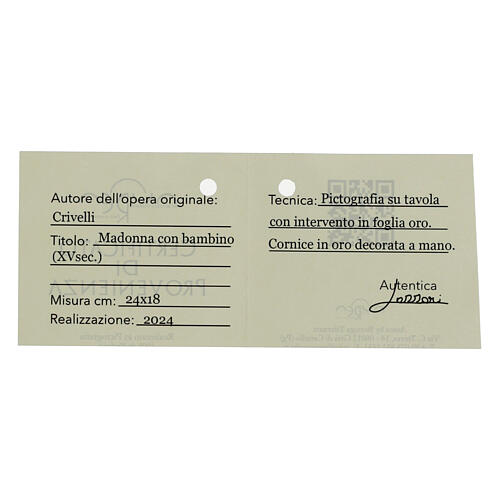 Autore dell'opera originale:
Crivelli
Titolo: Madonna con bambino
(XVsec.)
Misura cm: 24x18
Realizzazione: 2024
Tecnica: Pictografia su tavola
con intervento in foglia oro.
Cornice in oro decorata a mano.
Autentica